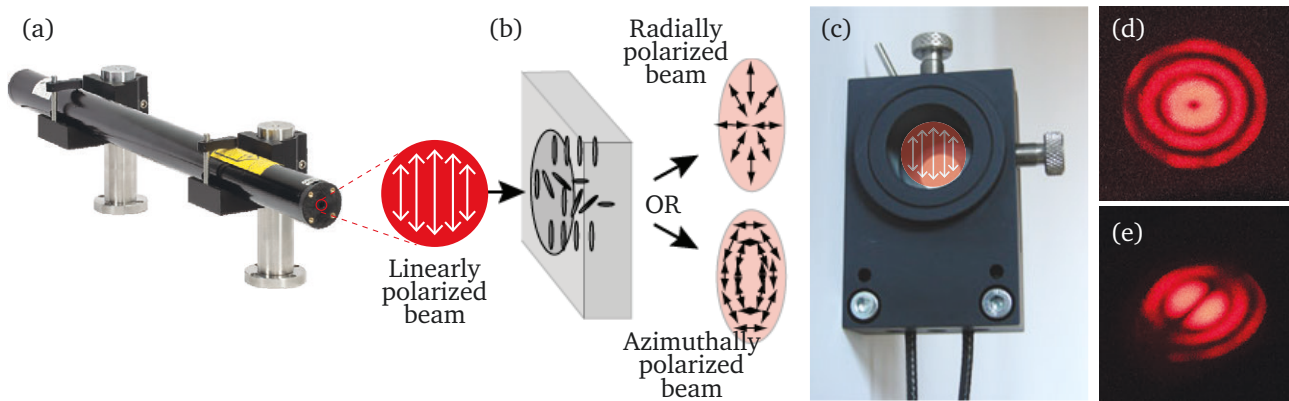 (a)
(b)
Radially
polarized
beam
(c)
(d)
OR
(e)
Linearly
polarized
beam
Azimuthally
polarized
beam